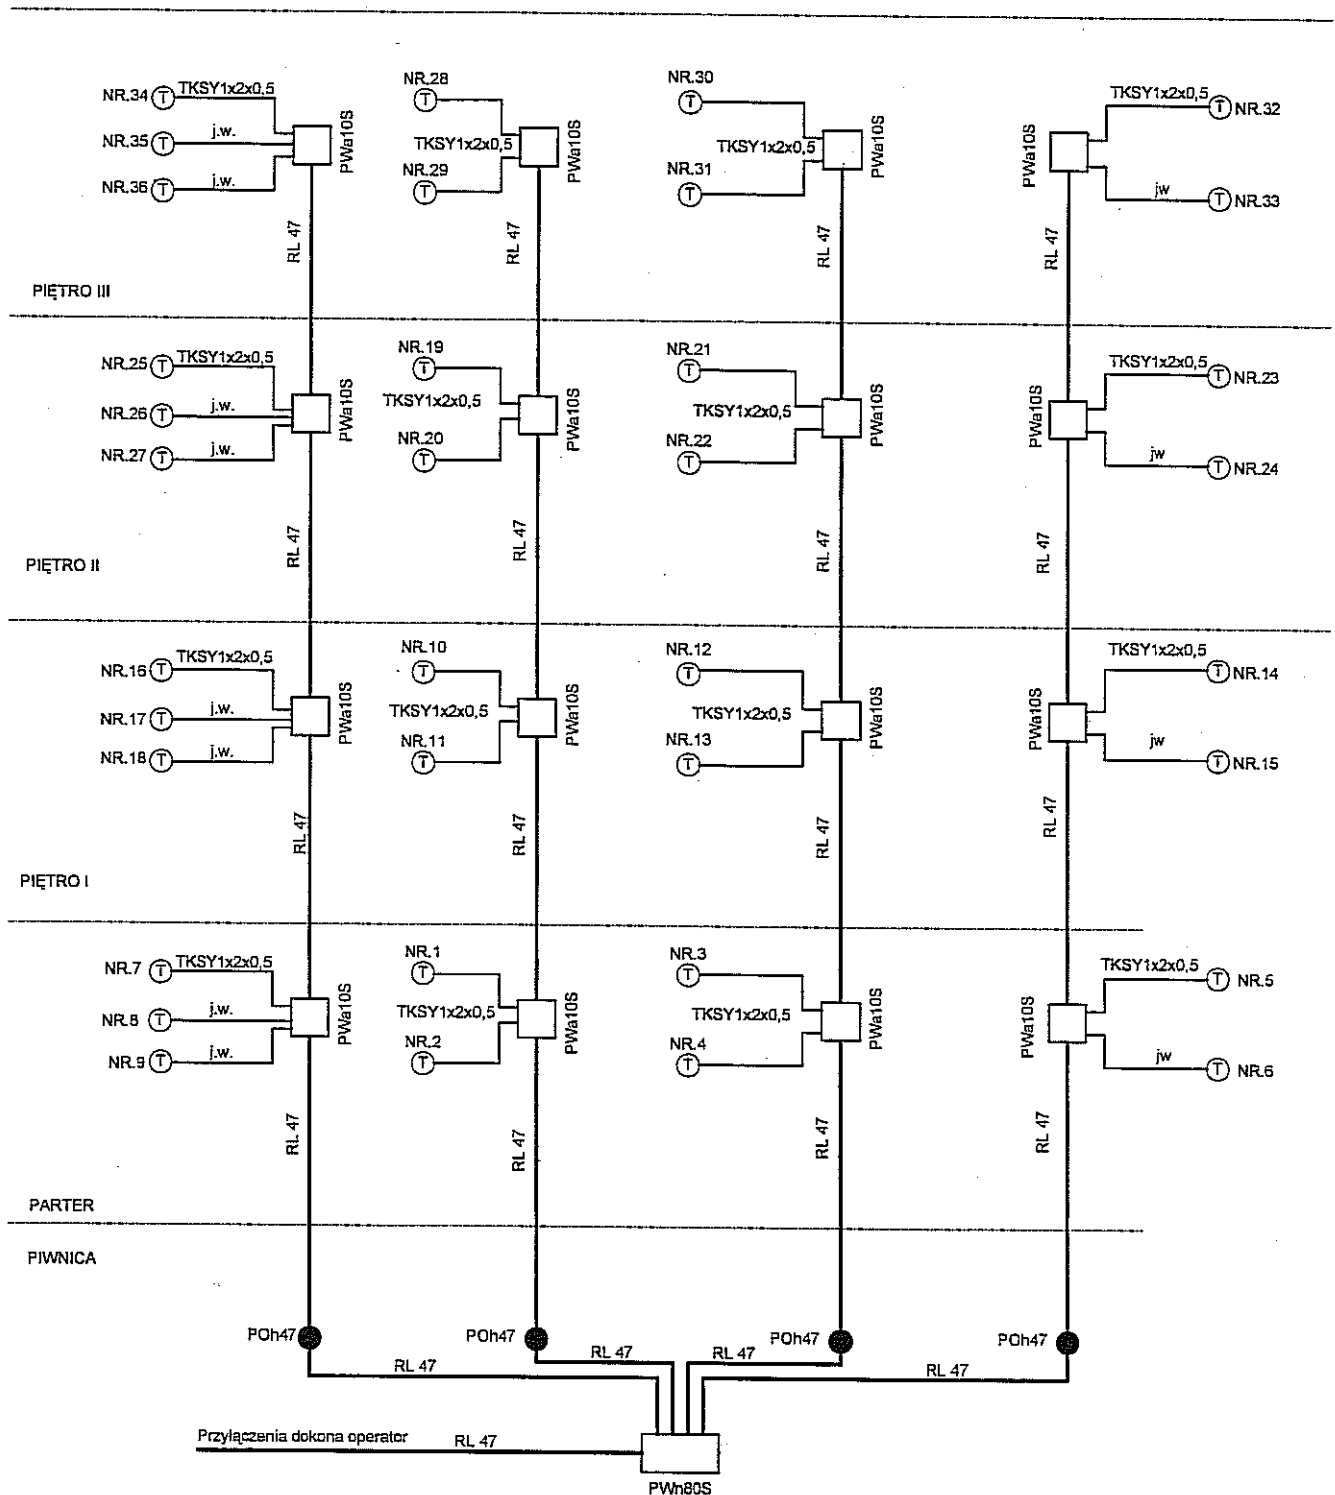 NR.34 TKSY1x2x0,5
NR.35 j.w.
NR.36 j.w.
PWa10S
RL 47
NR.28
TKSY1x2x0,5
NR.29
PWa10S
RL 47
NR.30
TKSY1x2x0,5
NR.31
PWa10S
RL 47
TKSY1x2x0,5 NR.32
jw NR.33
PWa10S
RL 47
PIĘTRO III
NR.25 TKSY1x2x0,5
NR.26 j.w.
NR.27 j.w.
PWa10S
RL 47
NR.19
TKSY1x2x0,5
NR.20
PWa10S
RL 47
NR.21
TKSY1x2x0,5
NR.22
PWa10S
RL 47
TKSY1x2x0,5 NR.23
jw NR.24
PWa10S
RL 47
PIĘTRO II
NR.16 TKSY1x2x0,5
NR.17 j.w.
NR.18 j.w.
PWa10S
RL 47
NR.10
TKSY1x2x0,5
NR.11
PWa10S
RL 47
NR.12
TKSY1x2x0,5
NR.13
PWa10S
RL 47
TKSY1x2x0,5 NR.14
jw NR.15
PWa10S
RL 47
PIĘTRO I
NR.7 TKSY1x2x0,5
NR.8 j.w.
NR.9 j.w.
PWa10S
RL 47
NR.1
TKSY1x2x0,5
NR.2
PWa10S
RL 47
NR.3
TKSY1x2x0,5
NR.4
PWa10S
RL 47
TKSY1x2x0,5 NR.5
jw NR.6
PWa10S
RL 47
PARTER
PIWNICA
POh47
POh47
POh47
POh47
RL 47
RL 47
RL 47
RL 47
Przyłączenia dokona operator RL 47
PWh80S